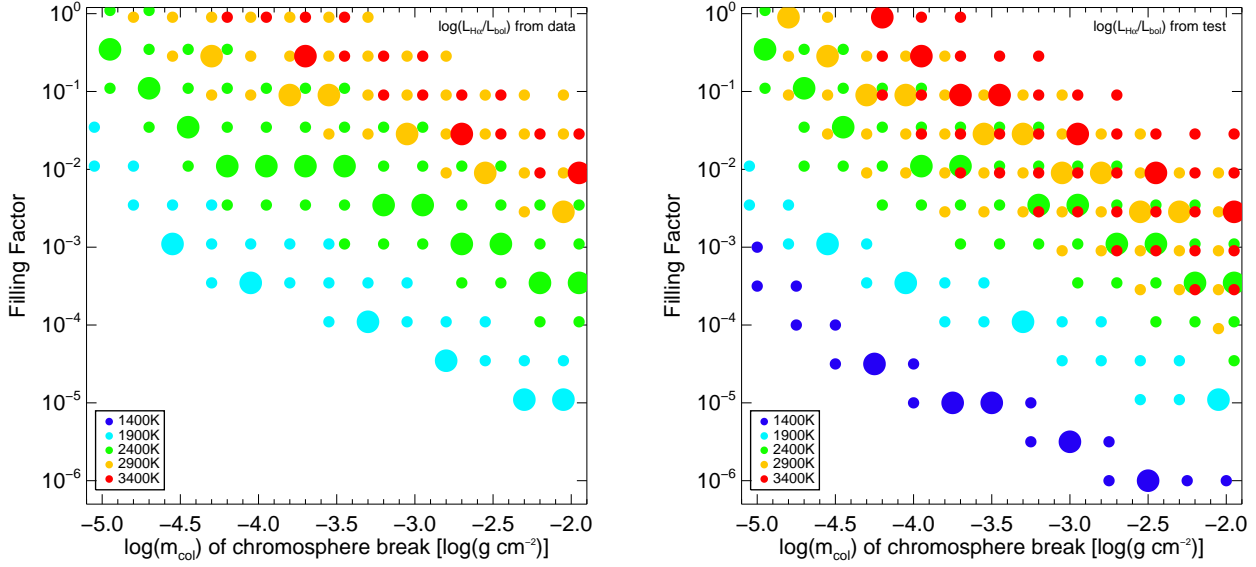 log(L_Hα/L_bol) from data
Filling Factor
10⁰
10⁻¹
10⁻²
10⁻³
10⁻⁴
10⁻⁵
10⁻⁶
1400K
1900K
2400K
2900K
3400K
−5.0 −4.5 −4.0 −3.5 −3.0 −2.5 −2.0
log(m_col) of chromosphere break [log(g cm⁻²)]
log(L_Hα/L_bol) from test
Filling Factor
10⁰
10⁻¹
10⁻²
10⁻³
10⁻⁴
10⁻⁵
10⁻⁶
1400K
1900K
2400K
2900K
3400K
−5.0 −4.5 −4.0 −3.5 −3.0 −2.5 −2.0
log(m_col) of chromosphere break [log(g cm⁻²)]